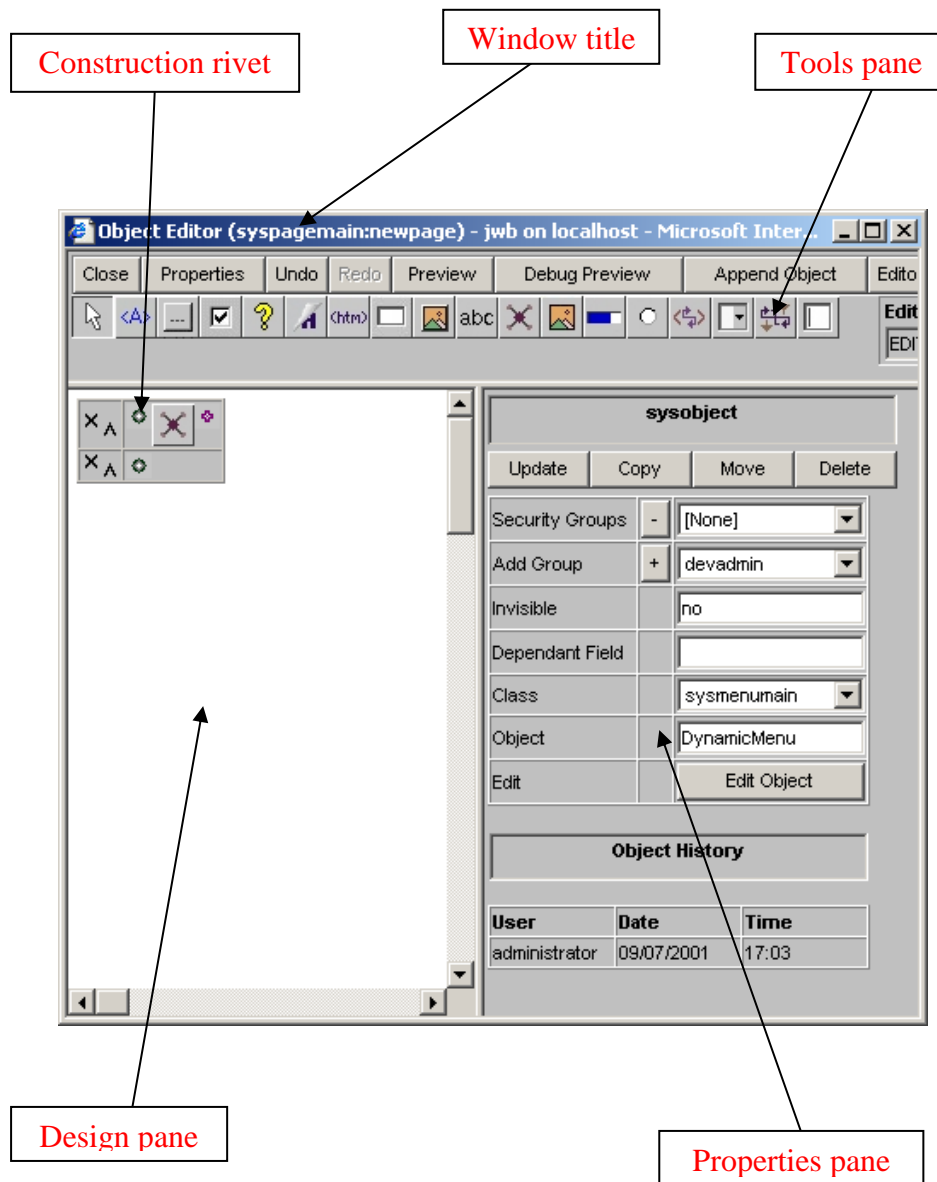 Window title
Construction rivet
Tools pane
Object Editor (syspagemain:newpage) - jwb on localhost - Microsoft Inter...
Close Properties Undo Redo Preview Debug Preview Append Object Edito
<A> ... ? <htm> abc
Edit
EDI
sysobject
Update Copy Move Delete
Security Groups - [None]
Add Group + devadmin
Invisible no
Dependant Field
Class sysmenumain
Object DynamicMenu
Edit Edit Object
Object History
User Date Time
administrator 09/07/2001 17:03
Design pane
Properties pane